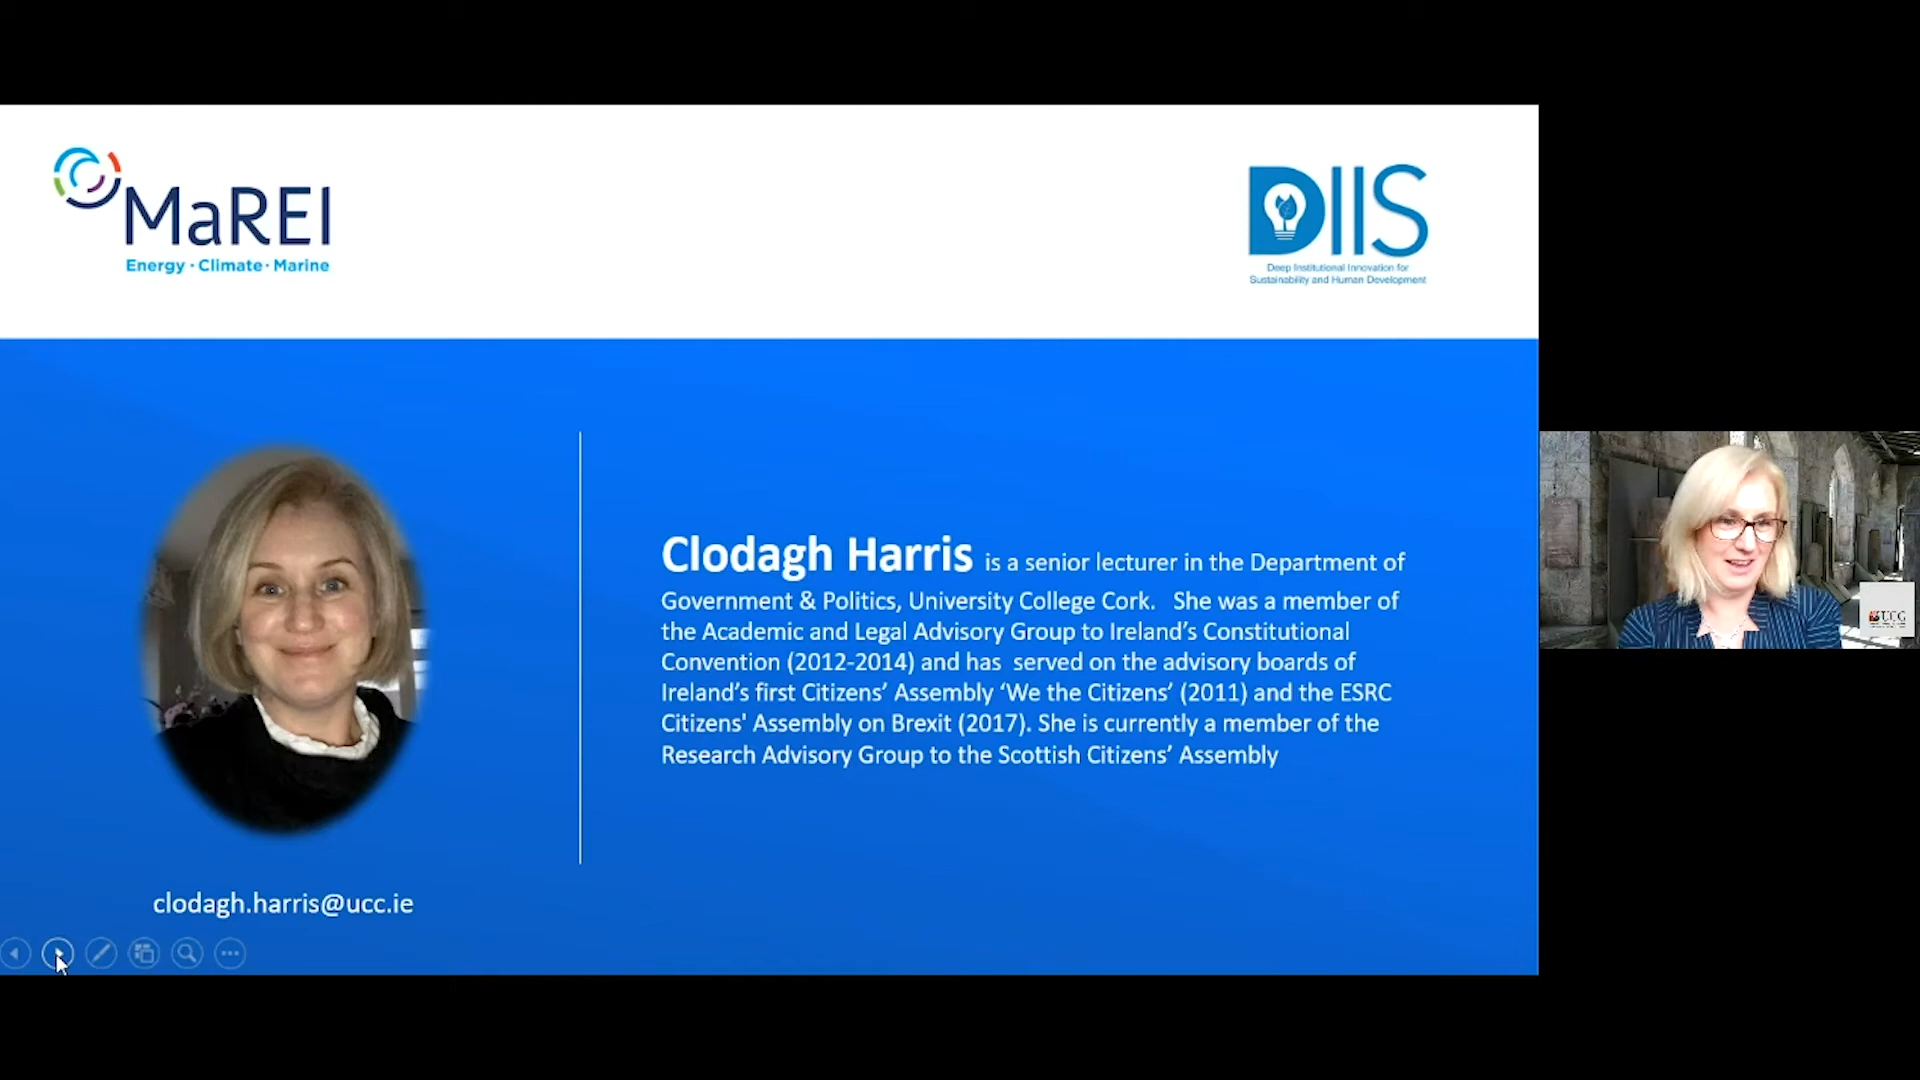 MaREI
Energy · Climate · Marine
DIIS
Deep Institutional Innovation for
Sustainability and Human Development
Clodagh Harris is a senior lecturer in the Department of
Government & Politics, University College Cork. She was a member of
the Academic and Legal Advisory Group to Ireland’s Constitutional
Convention (2012-2014) and has served on the advisory boards of
Ireland’s first Citizens’ Assembly ‘We the Citizens’ (2011) and the ESRC
Citizens' Assembly on Brexit (2017). She is currently a member of the
Research Advisory Group to the Scottish Citizens’ Assembly
clodagh.harris@ucc.ie
UCC